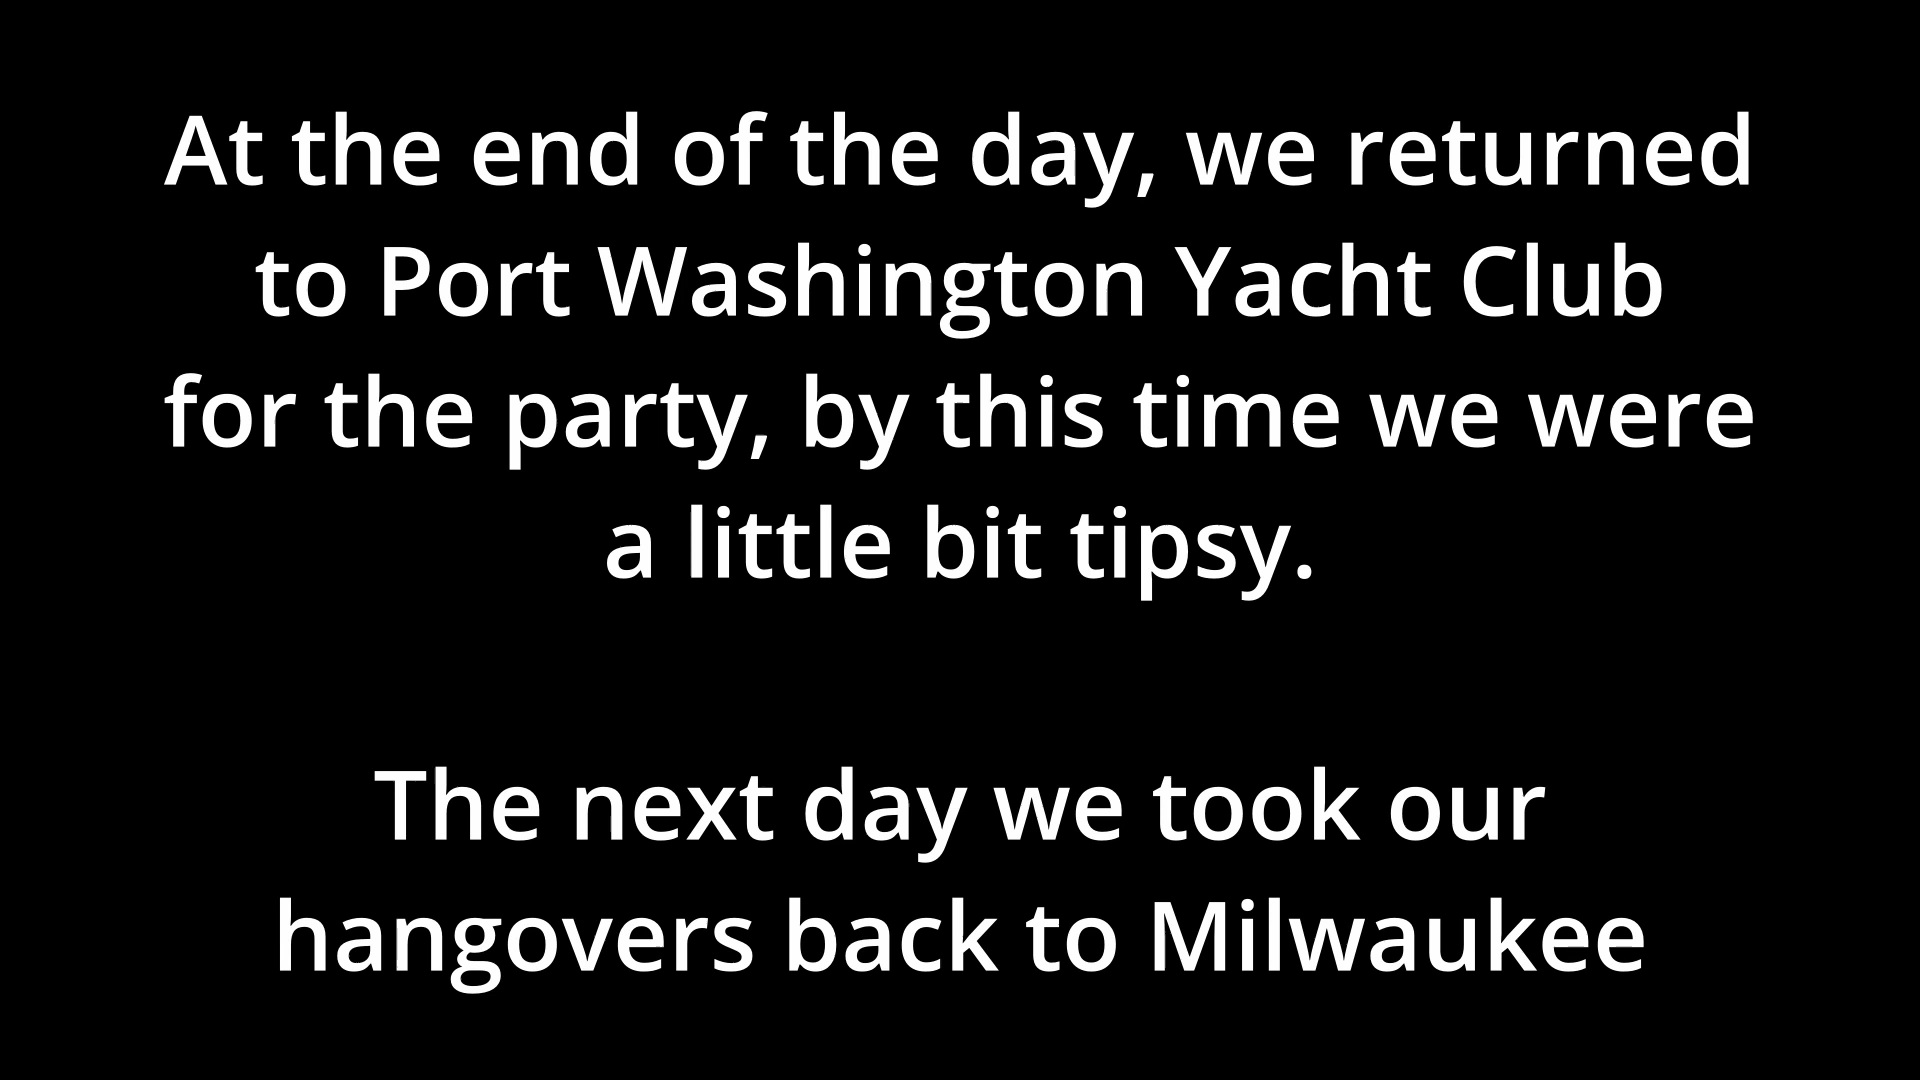 At the end of the day, we returned
to Port Washington Yacht Club
for the party, by this time we were
a little bit tipsy.
The next day we took our
hangovers back to Milwaukee